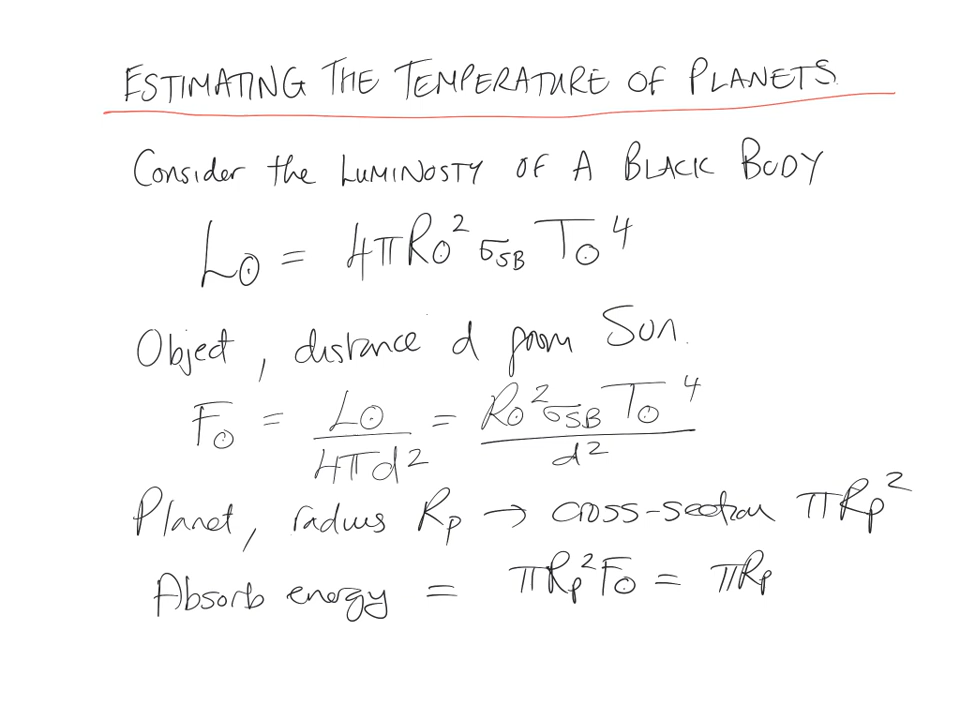 ESTIMATING THE TEMPERATURE OF PLANETS
Consider the LUMINOSTY OF A BLACK BODY
L⊙ = 4πR⊙² σSB T⊙⁴
Object, distance d from Sun.
F⊙ = L⊙ / 4πd² = R⊙² σSB T⊙⁴ / d²
Planet, radius Rp → cross-section πRp²
Absorb energy = πRp² F⊙ = πRp